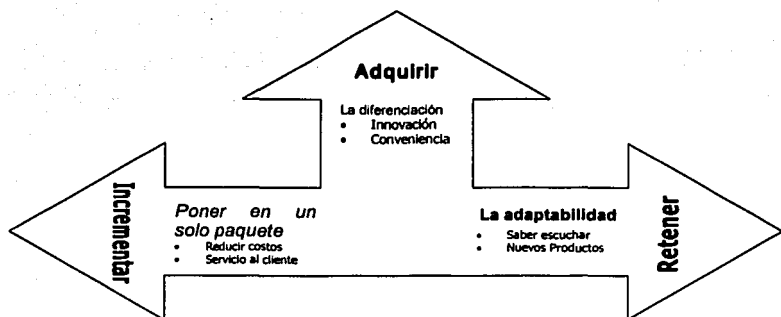 Adquirir
La diferenciación
• Innovación
• Conveniencia
Incrementar
Poner en un
solo paquete
• Reducir costos
• Servicio al cliente
La adaptabilidad
• Saber escuchar
• Nuevos Productos
Retener